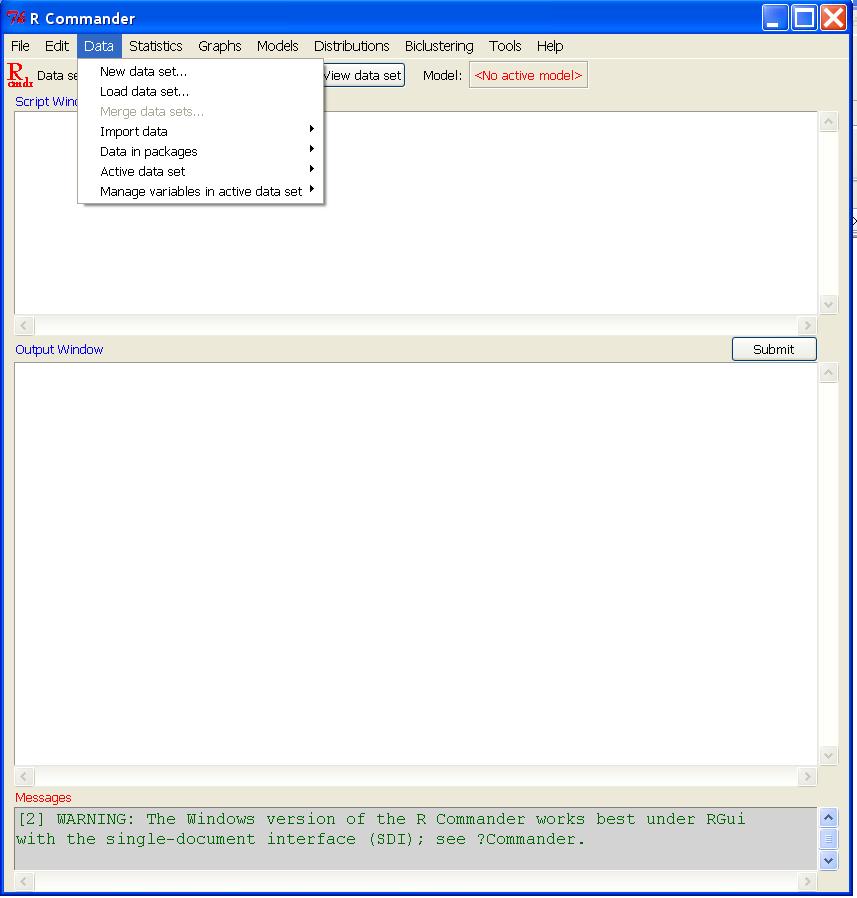 R Commander
File Edit Data Statistics Graphs Models Distributions Biclustering Tools Help
R cmdr Data se View data set Model: <No active model>
New data set...
Load data set...
Merge data sets...
Import data
Data in packages
Active data set
Manage variables in active data set
Script Wind
Output Window Submit
Messages
[2] WARNING: The Windows version of the R Commander works best under RGui
with the single-document interface (SDI); see ?Commander.